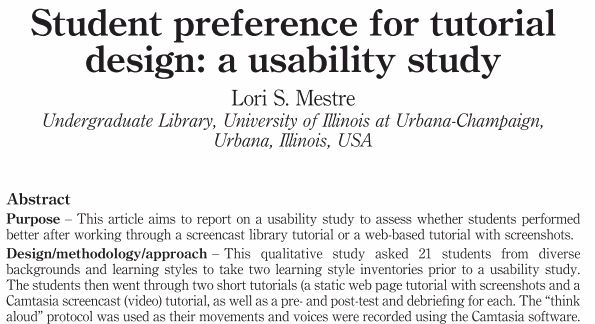 Student preference for tutorial
design: a usability study
Lori S. Mestre
Undergraduate Library, University of Illinois at Urbana-Champaign,
Urbana, Illinois, USA
Abstract
Purpose – This article aims to report on a usability study to assess whether students performed
better after working through a screencast library tutorial or a web-based tutorial with screenshots.
Design/methodology/approach – This qualitative study asked 21 students from diverse
backgrounds and learning styles to take two learning style inventories prior to a usability study.
The students then went through two short tutorials (a static web page tutorial with screenshots and a
Camtasia screencast (video) tutorial, as well as a pre- and post-test and debriefing for each. The “think
aloud” protocol was used as their movements and voices were recorded using the Camtasia software.